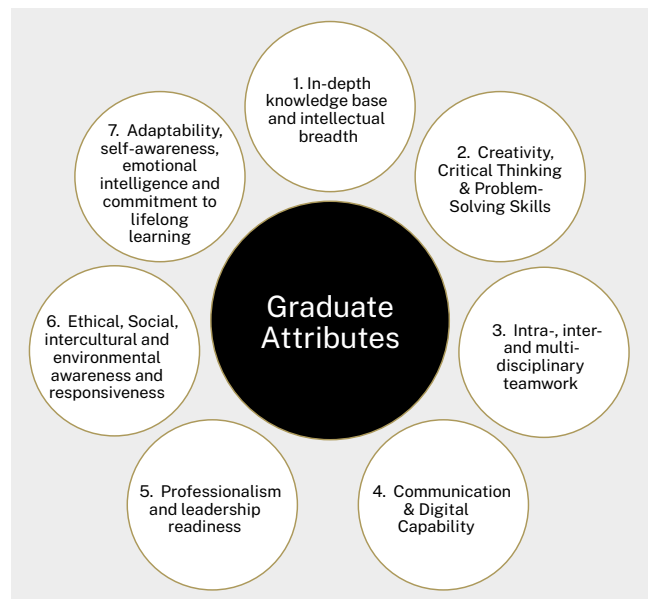 1. In-depth
knowledge base
and intellectual
breadth
2. Creativity,
Critical Thinking
& Problem-
Solving Skills
3. Intra-, inter-
and multi-
disciplinary
teamwork
4. Communication
& Digital
Capability
5. Professionalism
and leadership
readiness
6. Ethical, Social,
intercultural and
environmental
awareness and
responsiveness
7. Adaptability,
self-awareness,
emotional
intelligence and
commitment to
lifelong
learning
Graduate
Attributes